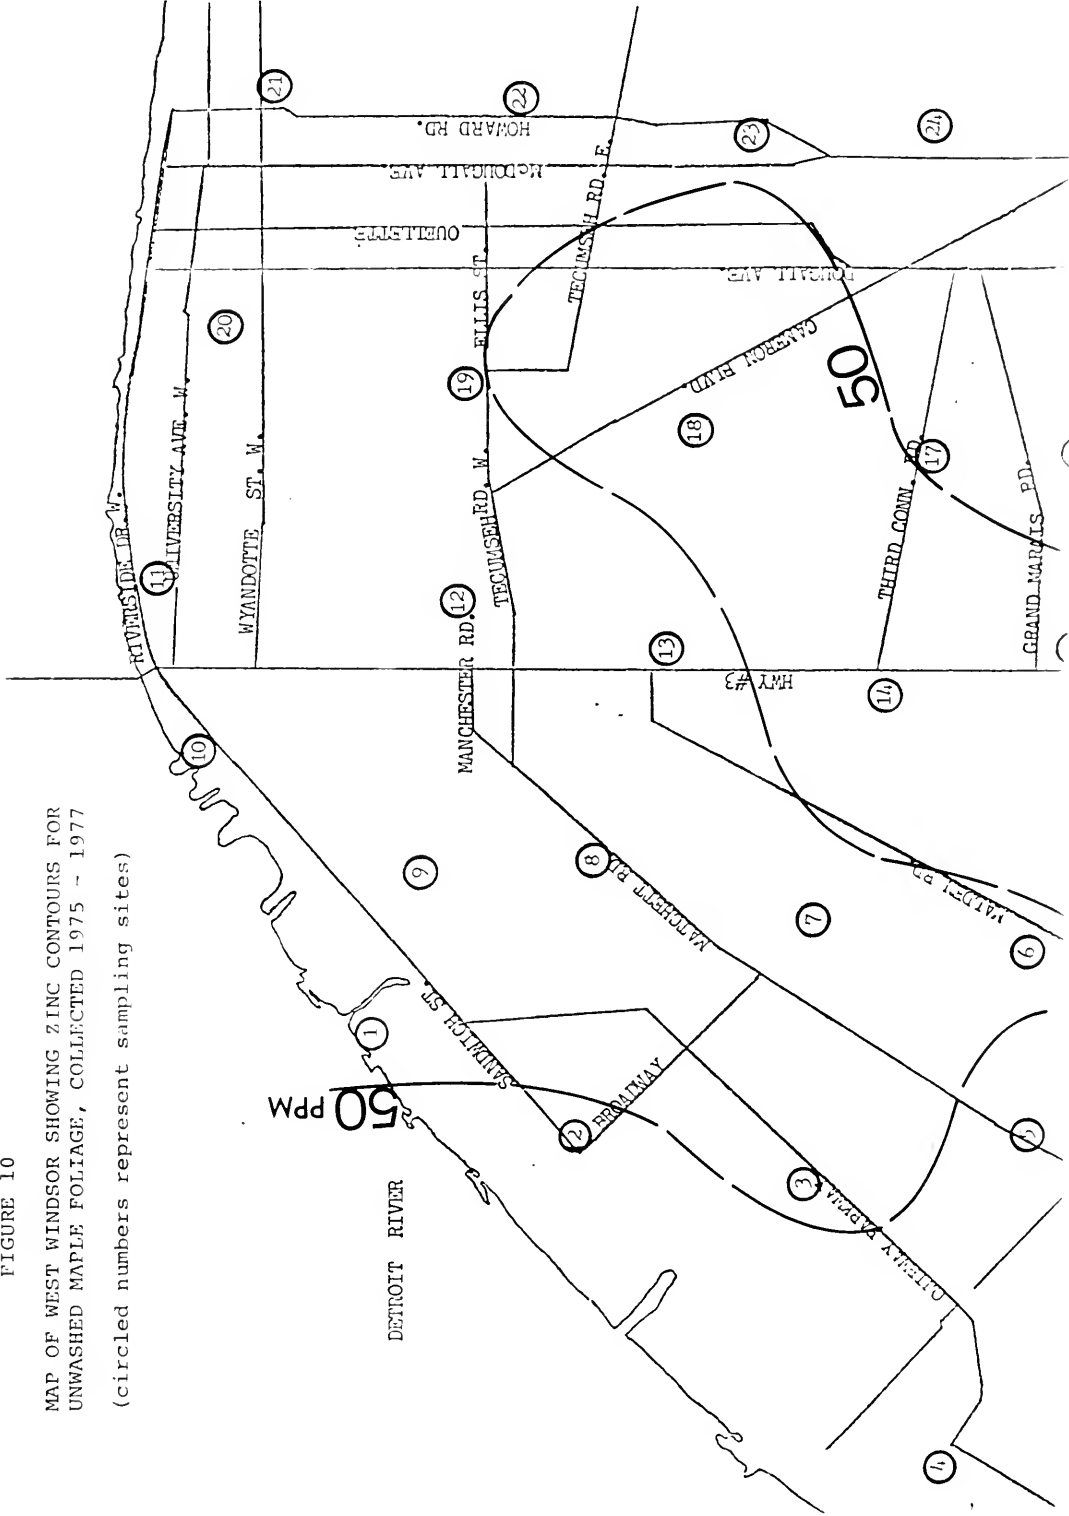 FIGURE 10
MAP OF WEST WINDSOR SHOWING ZINC CONTOURS FOR
UNWASHED MAPLE FOLIAGE, COLLECTED 1975 - 1977
(circled numbers represent sampling sites)
DETROIT RIVER
50 PPM
50
RIVERSIDE DR. W.
UNIVERSITY AVE. W.
WYANDOTTE ST. W.
MANCHESTER RD.
TECUMSEH RD. W.
ELLIS ST.
TECUMSEH RD. E.
HOWARD RD.
McDOUGALL AVE
OUELLETTE
DOUGALL AVE
CAMERON BLVD.
THIRD CONN. RD.
GRAND MARAIS RD.
HWY #3
MALDEN RD
MATCHETT RD.
SANDWICH ST.
BROADWAY
OJIBWAY PARKWAY
1
2
3
4
5
6
7
8
9
10
11
12
13
14
17
18
19
20
21
22
23
24